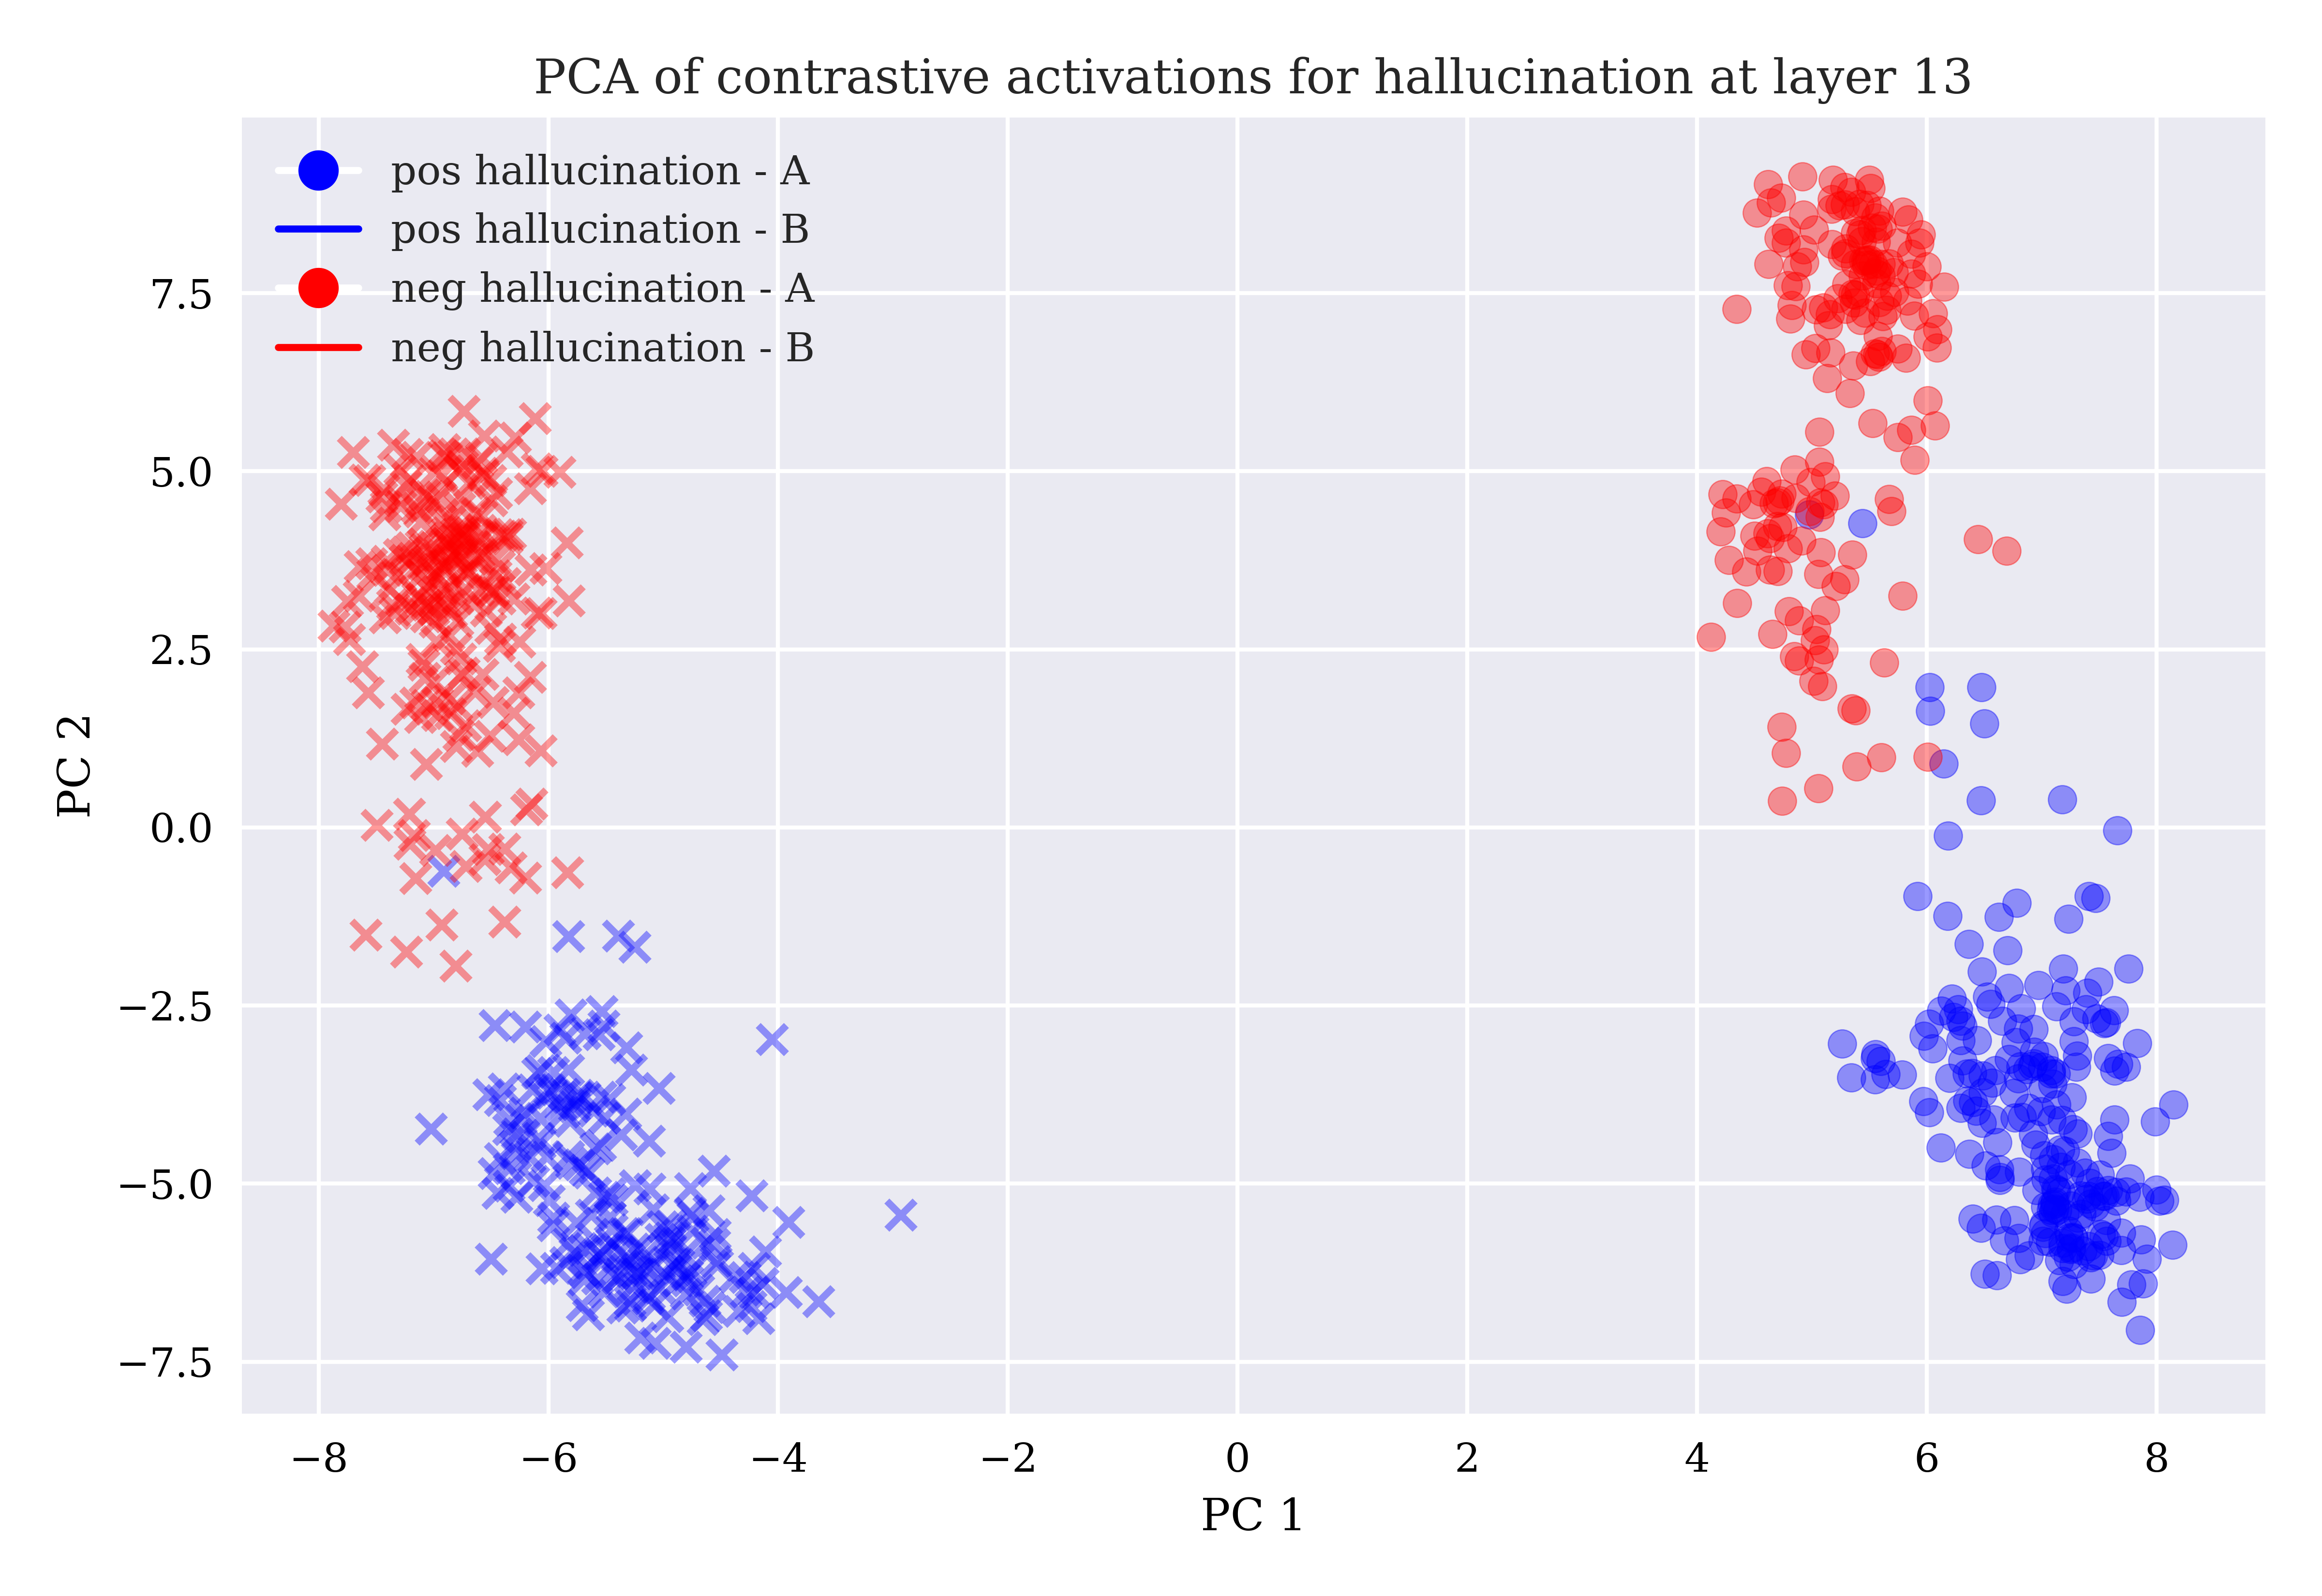 PCA of contrastive activations for hallucination at layer 13
pos hallucination - A
pos hallucination - B
neg hallucination - A
neg hallucination - B
7.5
5.0
2.5
0.0
−2.5
−5.0
−7.5
PC 2
−8 −6 −4 −2 0 2 4 6 8
PC 1